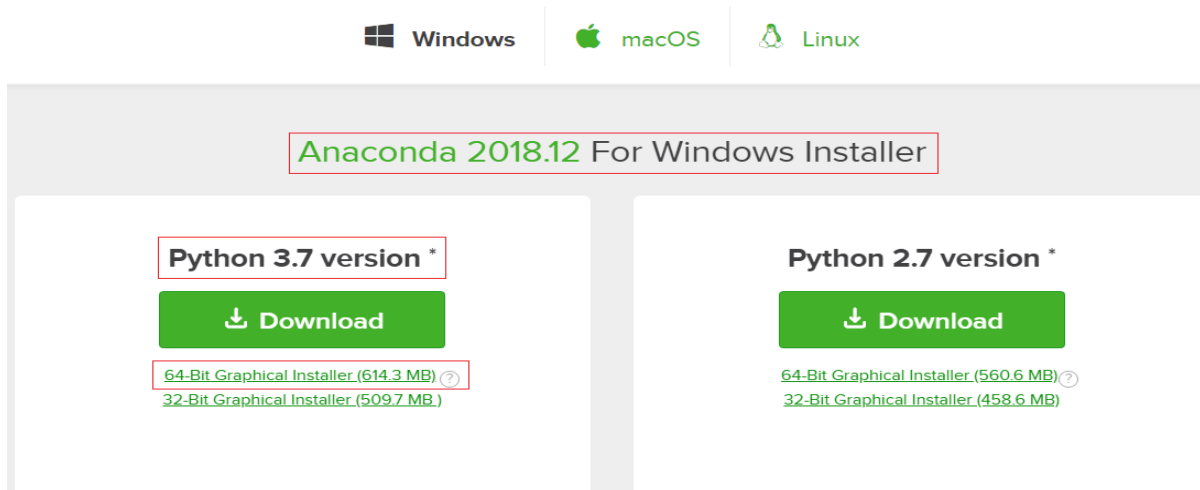 Windows macOS Linux
Anaconda 2018.12 For Windows Installer
Python 3.7 version *
Download
64-Bit Graphical Installer (614.3 MB) ?
32-Bit Graphical Installer (509.7 MB )
Python 2.7 version *
Download
64-Bit Graphical Installer (560.6 MB) ?
32-Bit Graphical Installer (458.6 MB)